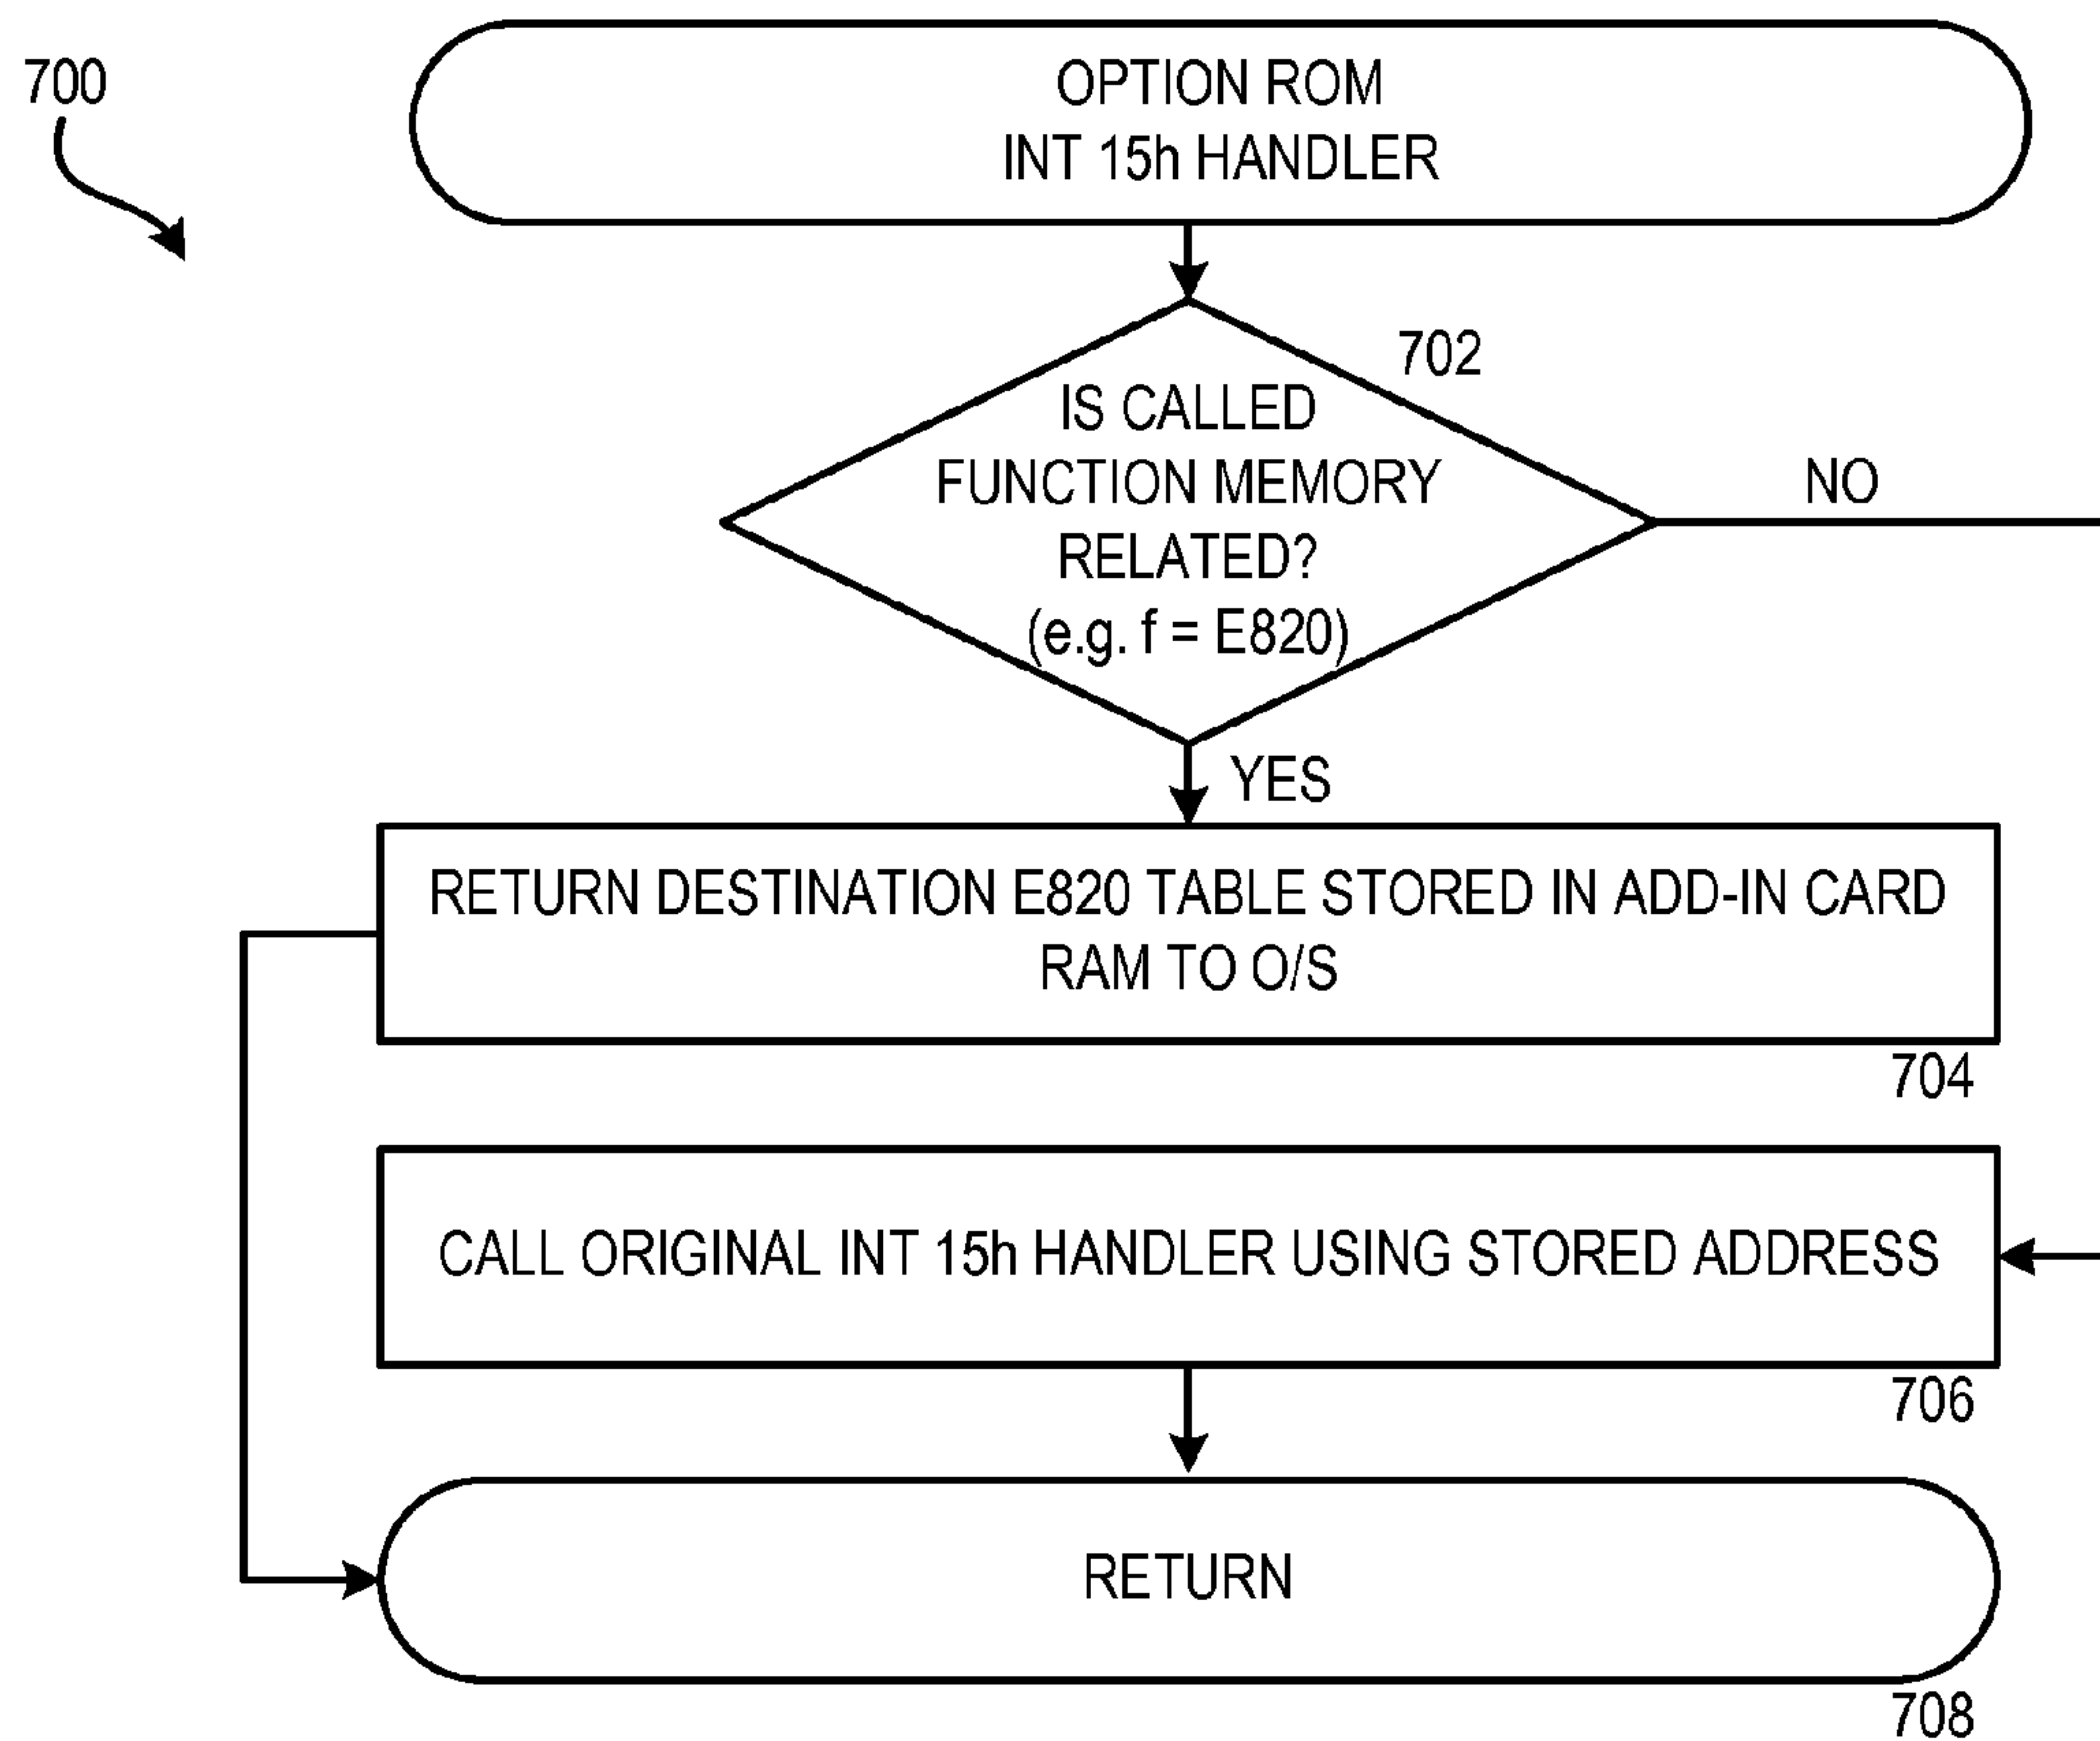 700
OPTION ROM
INT 15h HANDLER
702
IS CALLED
FUNCTION MEMORY
RELATED?
(e.g. f = E820)
NO
YES
RETURN DESTINATION E820 TABLE STORED IN ADD-IN CARD
RAM TO O/S
704
CALL ORIGINAL INT 15h HANDLER USING STORED ADDRESS
706
RETURN
708